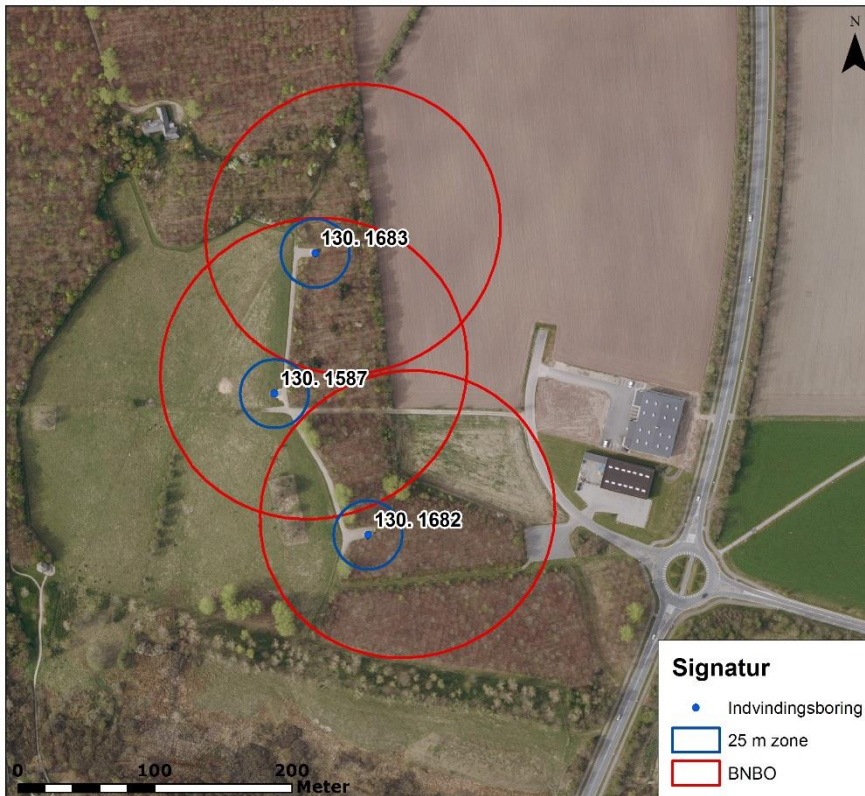 N
130. 1683
130. 1587
130. 1682
Signatur
Indvindingsboring
25 m zone
BNBO
0 100 200
Meter